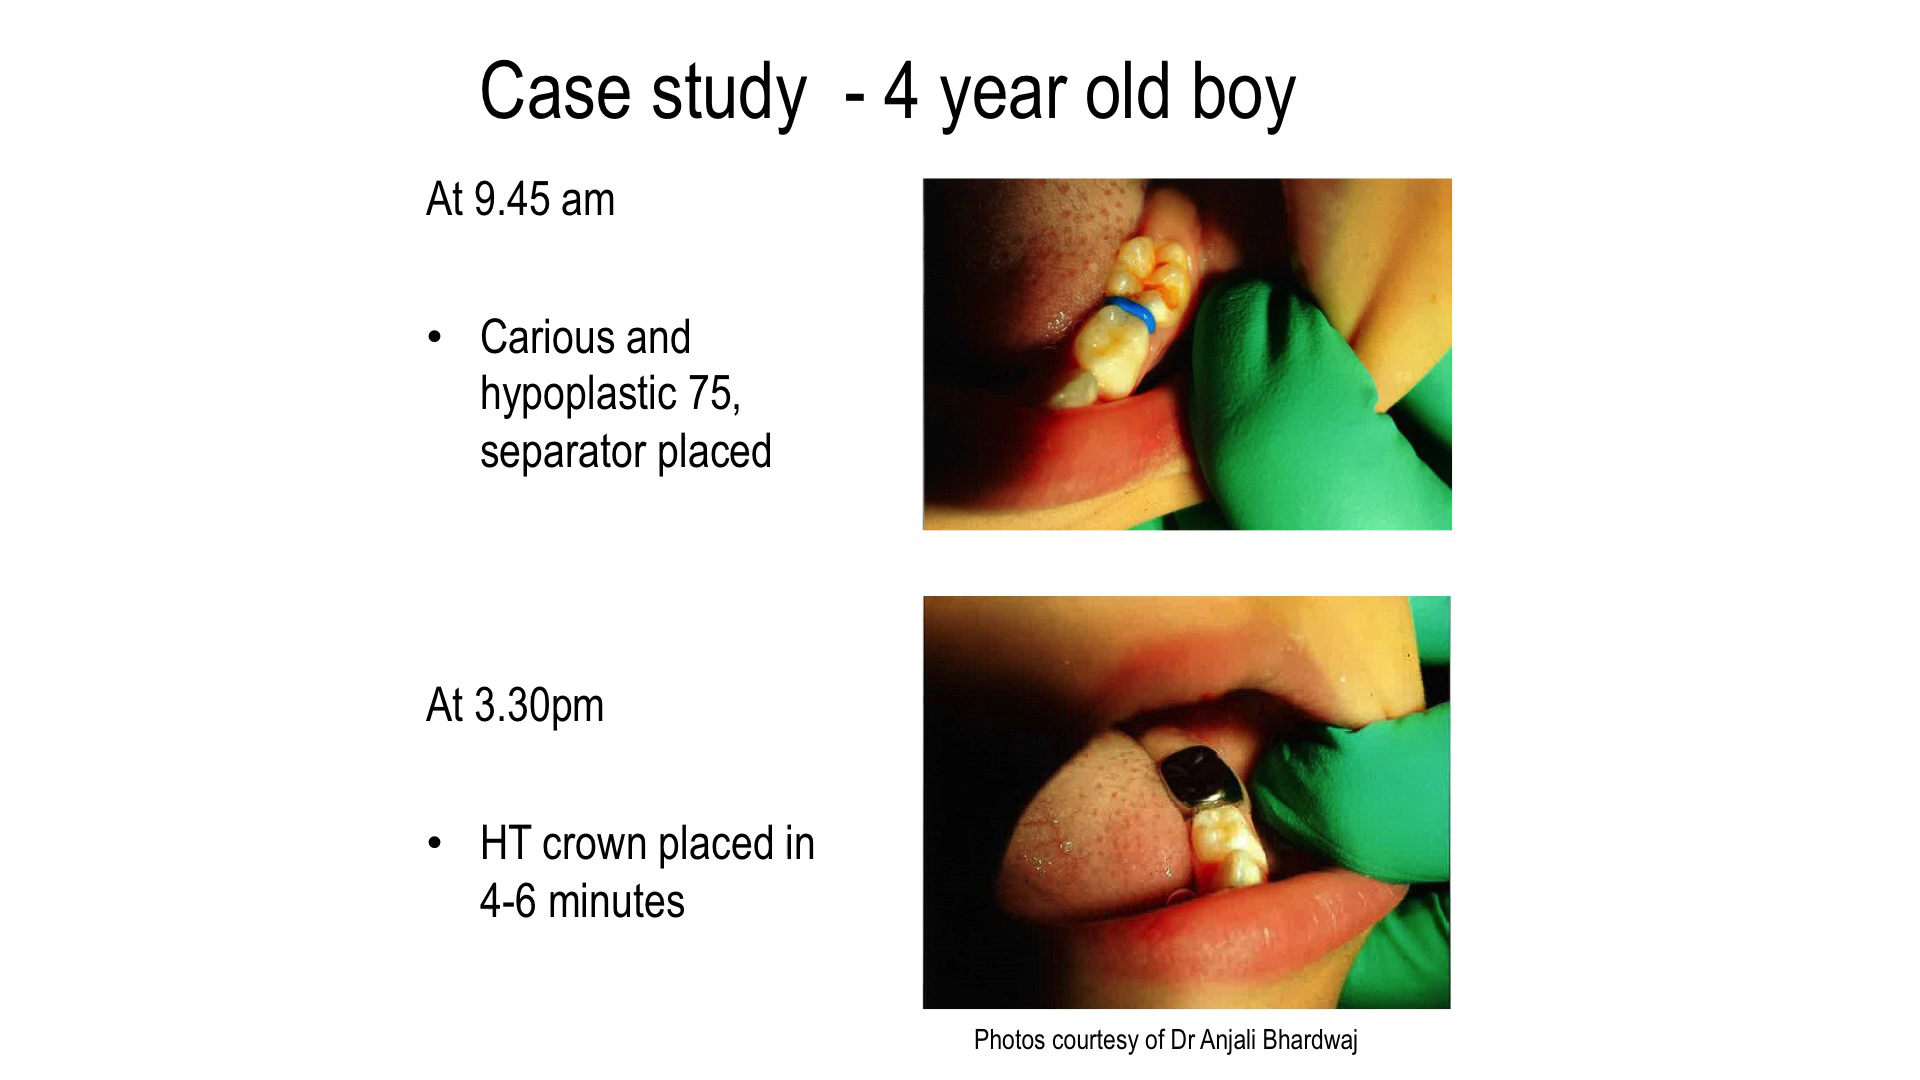 Case study  - 4 year old boy
At 9.45 am
• Carious and
hypoplastic 75,
separator placed
At 3.30pm
• HT crown placed in
4-6 minutes
Photos courtesy of Dr Anjali Bhardwaj